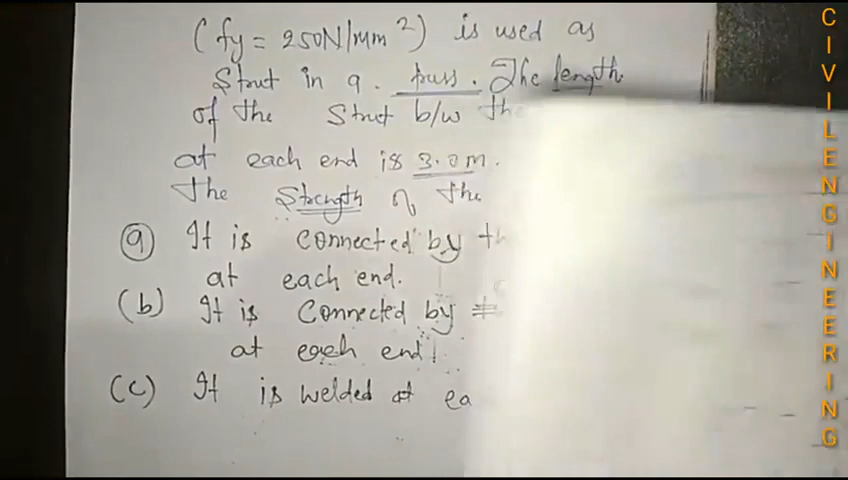 (fy = 250N/mm²) is used as
Strut in a. truss. The length
of the Strut b/w the
at each end is 3.0m.
The Strength of the
(a) It is connected by
at each end.
(b) It is Connected by
at each end.
(c) It is welded at ea
CIVIL ENGINEERING